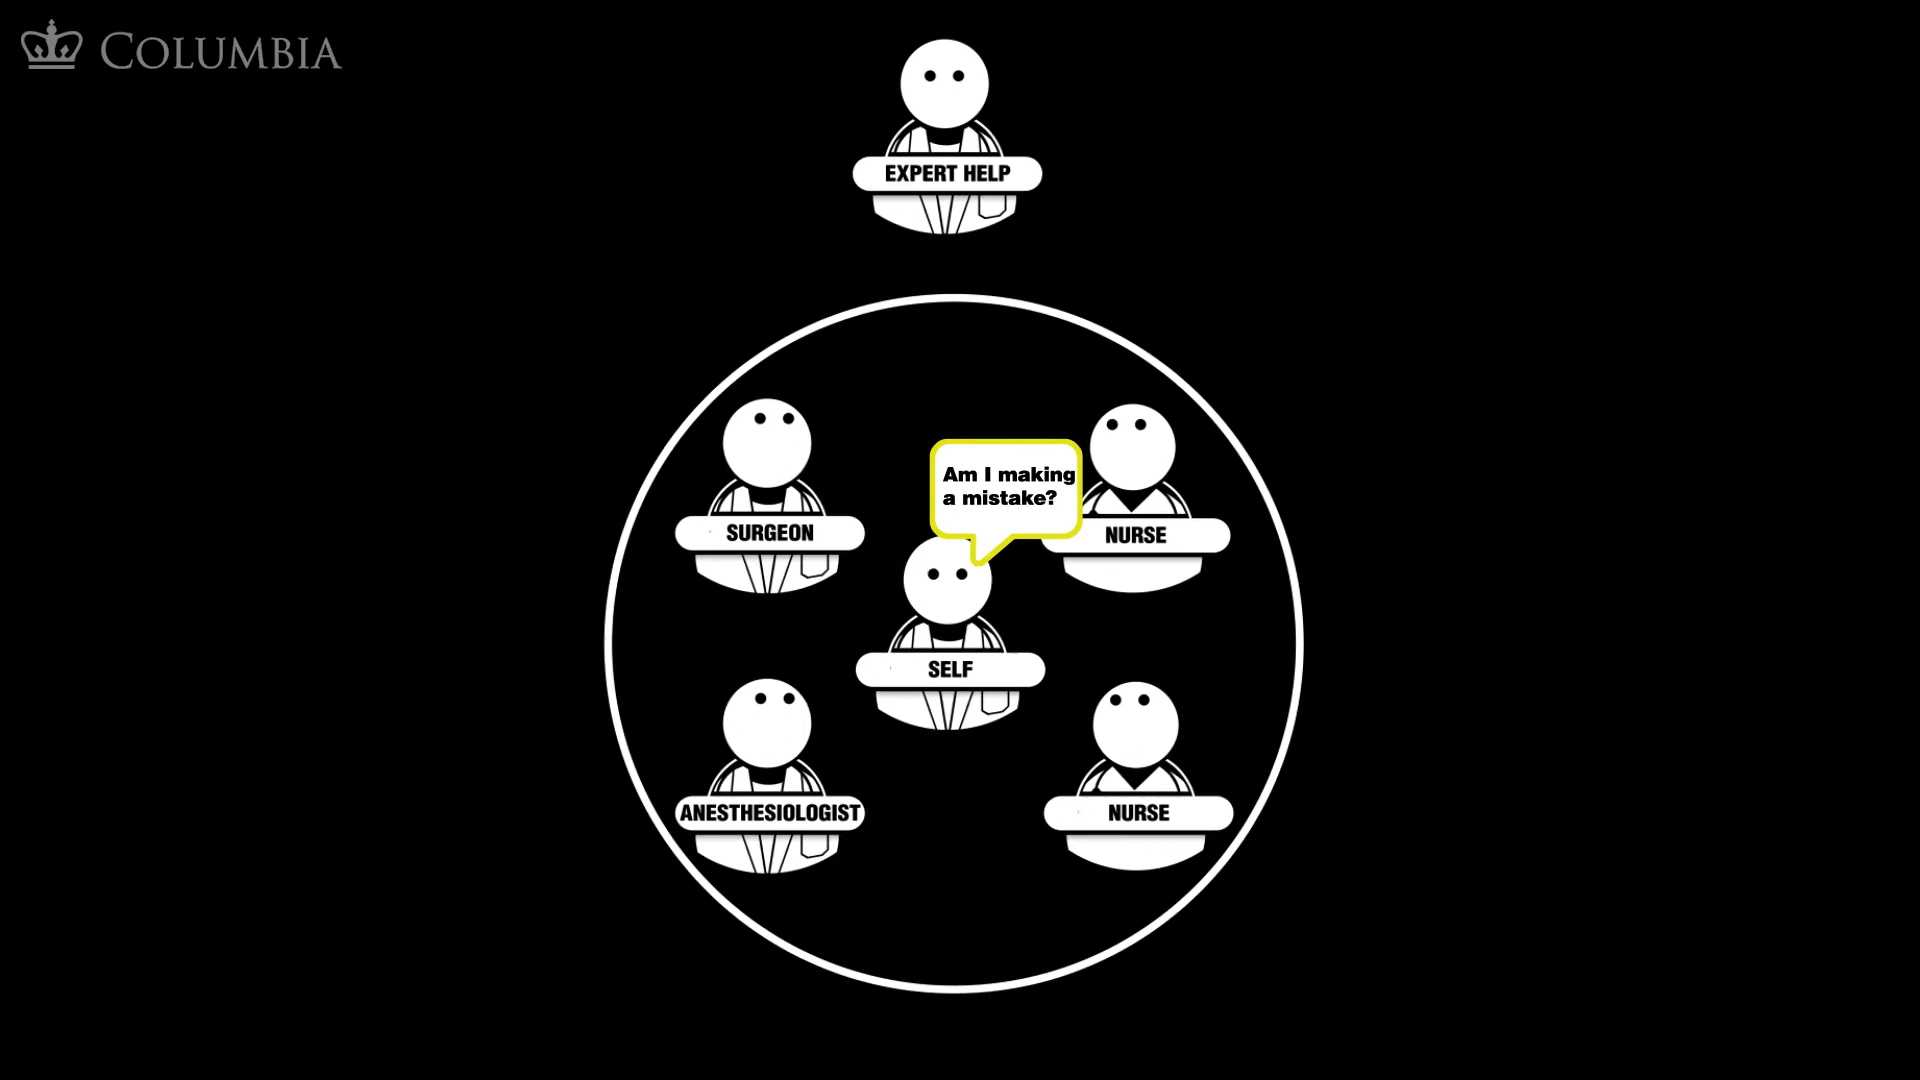 COLUMBIA
EXPERT HELP
Am I making
a mistake?
SURGEON
NURSE
SELF
ANESTHESIOLOGIST
NURSE